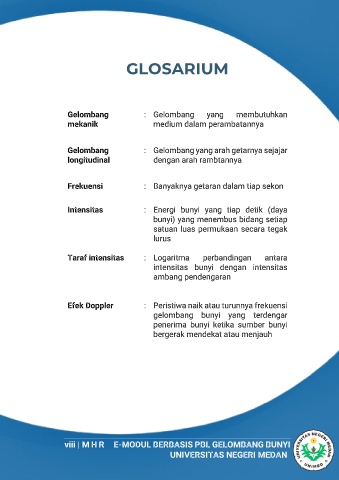 GLOSARIUM
Gelombang : Gelombang yang membutuhkan
mekanik medium dalam perambatannya
Gelombang : Gelombang yang arah getarnya sejajar
longitudinal dengan arah rambtannya
Frekuensi : Banyaknya getaran dalam tiap sekon
Intensitas : Energi bunyi yang tiap detik (daya
bunyi) yang menembus bidang setiap
satuan luas permukaan secara tegak
lurus
Taraf intensitas : Logaritma perbandingan antara
intensitas bunyi dengan intensitas
ambang pendengaran
Efek Doppler : Peristiwa naik atau turunnya frekuensi
gelombang bunyi yang terdengar
penerima bunyi ketika sumber bunyi
bergerak mendekat atau menjauh
viii | M H R E-MODUL BERBASIS PBL GELOMBANG BUNYI
UNIVERSITAS NEGERI MEDAN
UNIVERSITAS NEGERI MEDAN
UNIMED